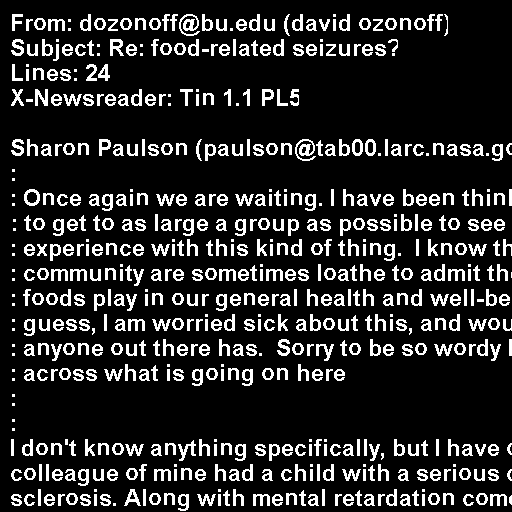 From: dozonoff@bu.edu (david ozonoff)
Subject: Re: food-related seizures?
Lines: 24
X-Newsreader: Tin 1.1 PL5

Sharon Paulson (paulson@tab00.larc.nasa.go
:
: Once again we are waiting. I have been think
: to get to as large a group as possible to see
: experience with this kind of thing.  I know th
: community are sometimes loathe to admit the
: foods play in our general health and well-be
: guess, I am worried sick about this, and wou
: anyone out there has.  Sorry to be so wordy
: across what is going on here
:
:
I don't know anything specifically, but I have
colleague of mine had a child with a serious
sclerosis. Along with mental retardation com